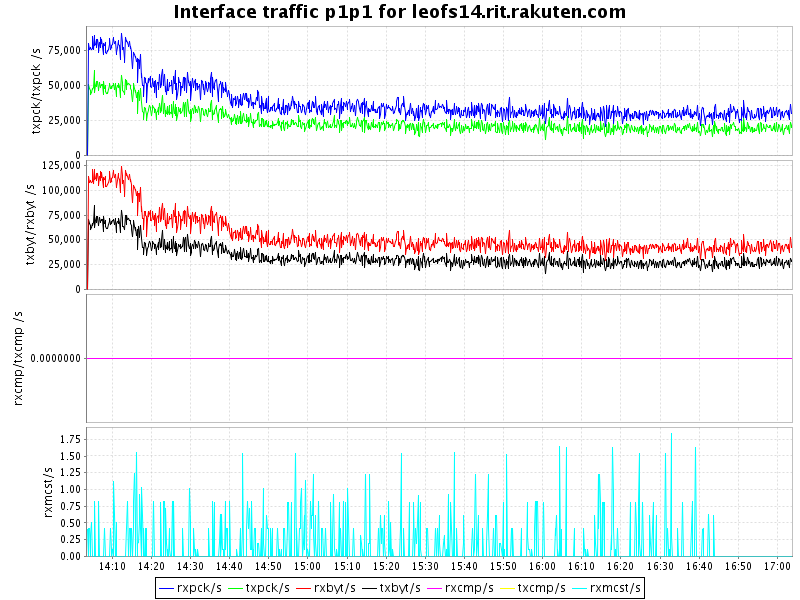 Interface traffic p1p1 for leofs14.rit.rakuten.com
txpck/txpck /s
75,000
50,000
25,000
0
txbyt/rxbyt /s
125,000
100,000
75,000
50,000
25,000
0
rxcmp/txcmp /s
0.0000000
rxmcst/s
1.75
1.50
1.25
1.00
0.75
0.50
0.25
0.00
14:10 14:20 14:30 14:40 14:50 15:00 15:10 15:20 15:30 15:40 15:50 16:00 16:10 16:20 16:30 16:40 16:50 17:00
rxpck/s txpck/s rxbyt/s txbyt/s rxcmp/s txcmp/s rxmcst/s